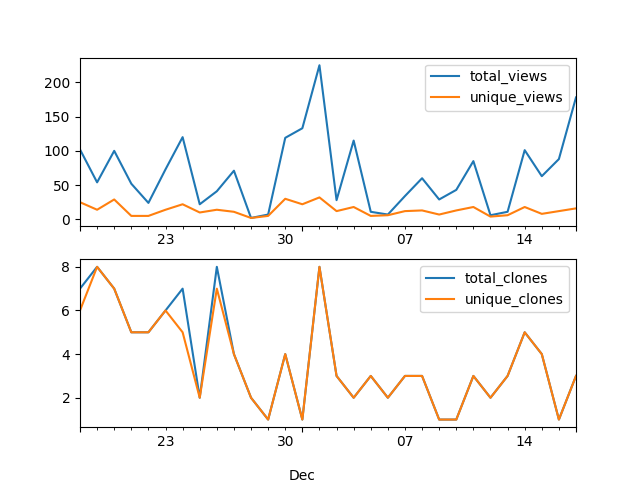 total_views
unique_views
200
150
100
50
0
23 30 07 14
total_clones
unique_clones
8
6
4
2
23 30 07 14
Dec